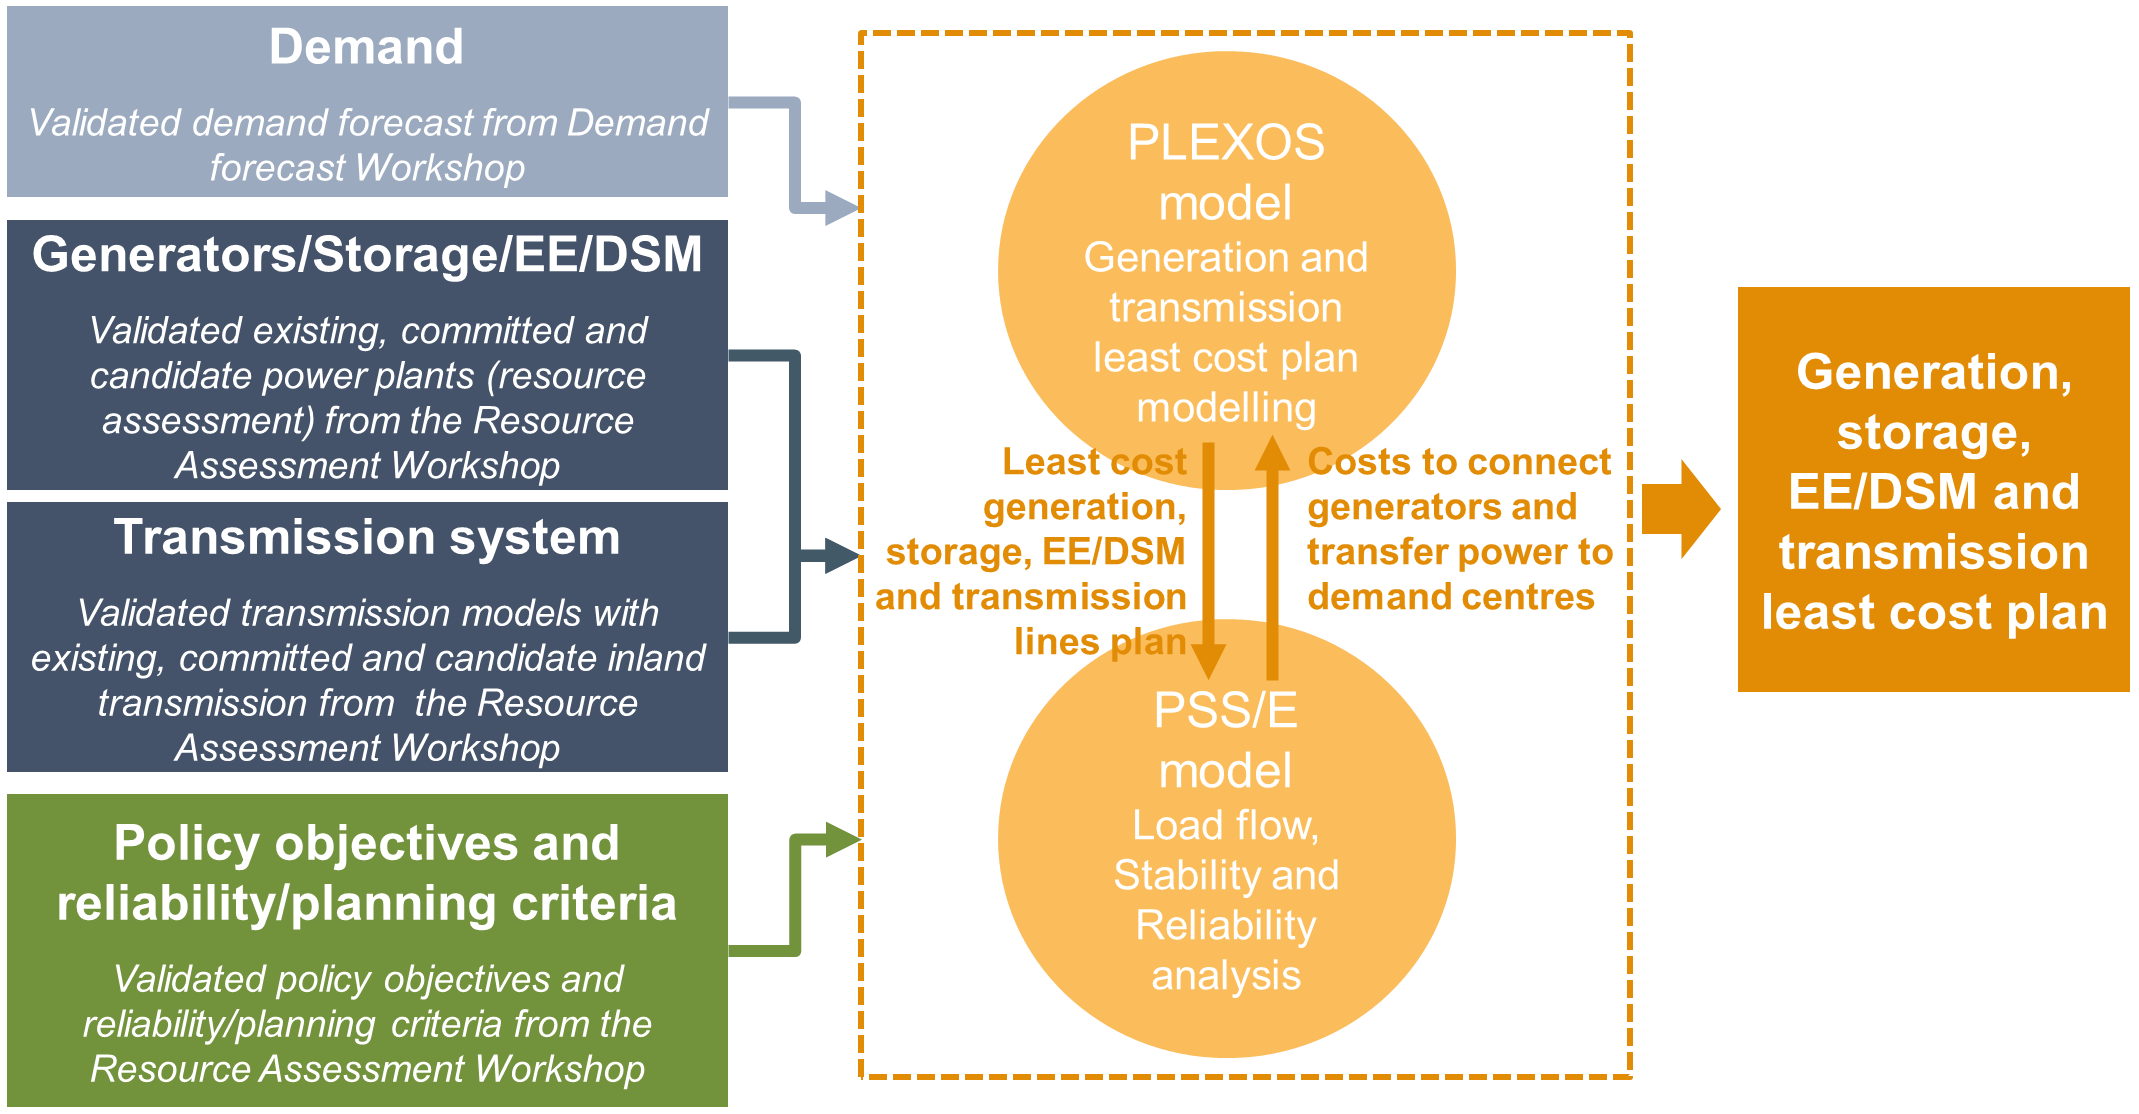 Demand
Validated demand forecast from Demand
forecast Workshop
Generators/Storage/EE/DSM
Validated existing, committed and
candidate power plants (resource
assessment) from the Resource
Assessment Workshop
Transmission system
Validated transmission models with
existing, committed and candidate inland
transmission from the Resource
Assessment Workshop
Policy objectives and
reliability/planning criteria
Validated policy objectives and
reliability/planning criteria from the
Resource Assessment Workshop
PLEXOS
model
Generation and
transmission
least cost plan
modelling
Least cost
generation,
storage, EE/DSM
and transmission
lines plan
Costs to connect
generators and
transfer power to
demand centres
PSS/E
model
Load flow,
Stability and
Reliability
analysis
Generation,
storage,
EE/DSM and
transmission
least cost plan